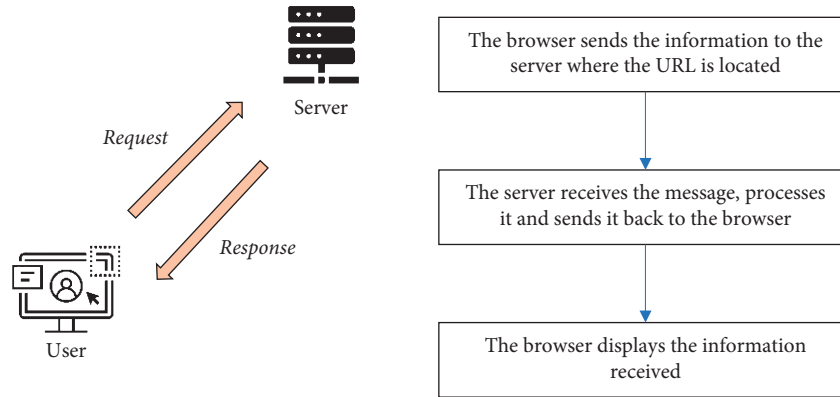 Server
Request
Response
User
The browser sends the information to the
server where the URL is located
The server receives the message, processes
it and sends it back to the browser
The browser displays the information
received